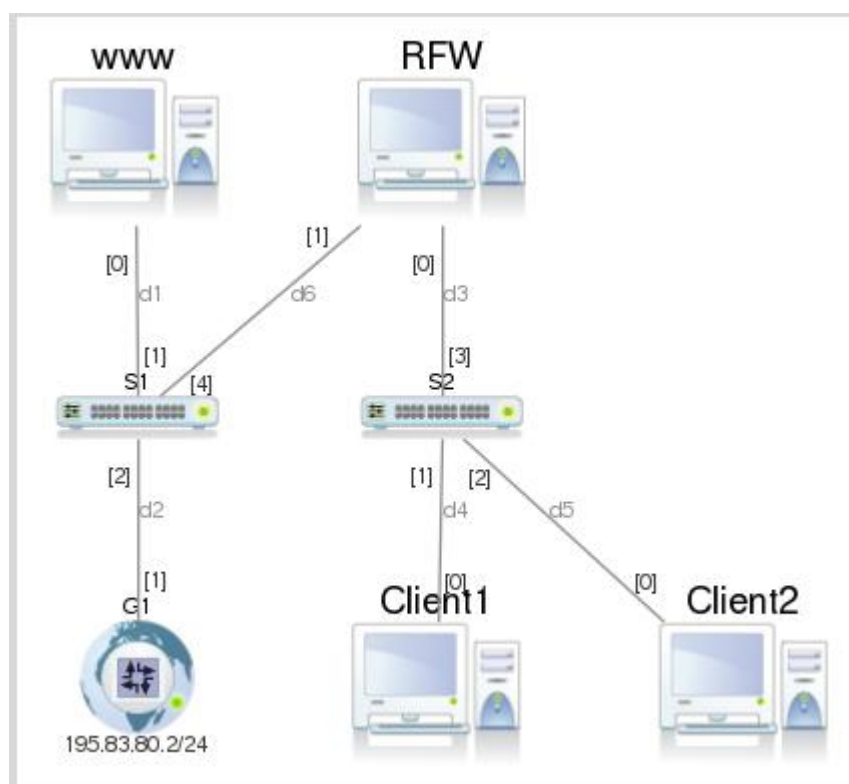 www RFW
[1]
[0] [0]
d1 d6 d3
[1] [3]
S1 [4] S2
[2] [1] [2]
d2 d4 d5
[1] [0] [0]
G1 Client1 Client2
195.83.80.2/24